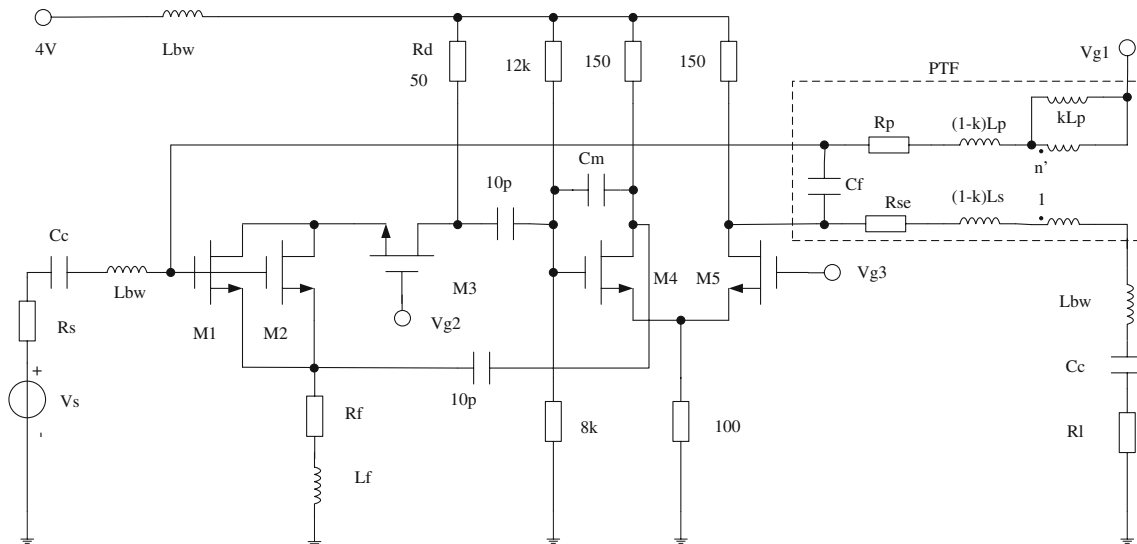 4V
Lbw
Rd
50
12k
150
150
Vg1
PTF
kLp
Rp
(1-k)Lp
n'
Cf
Rse
(1-k)Ls
1
Cm
10p
Cc
Lbw
M1
M2
M3
Vg2
M4
M5
Vg3
Rs
+
Vs
-
10p
Rf
Lf
8k
100
Lbw
Cc
Rl